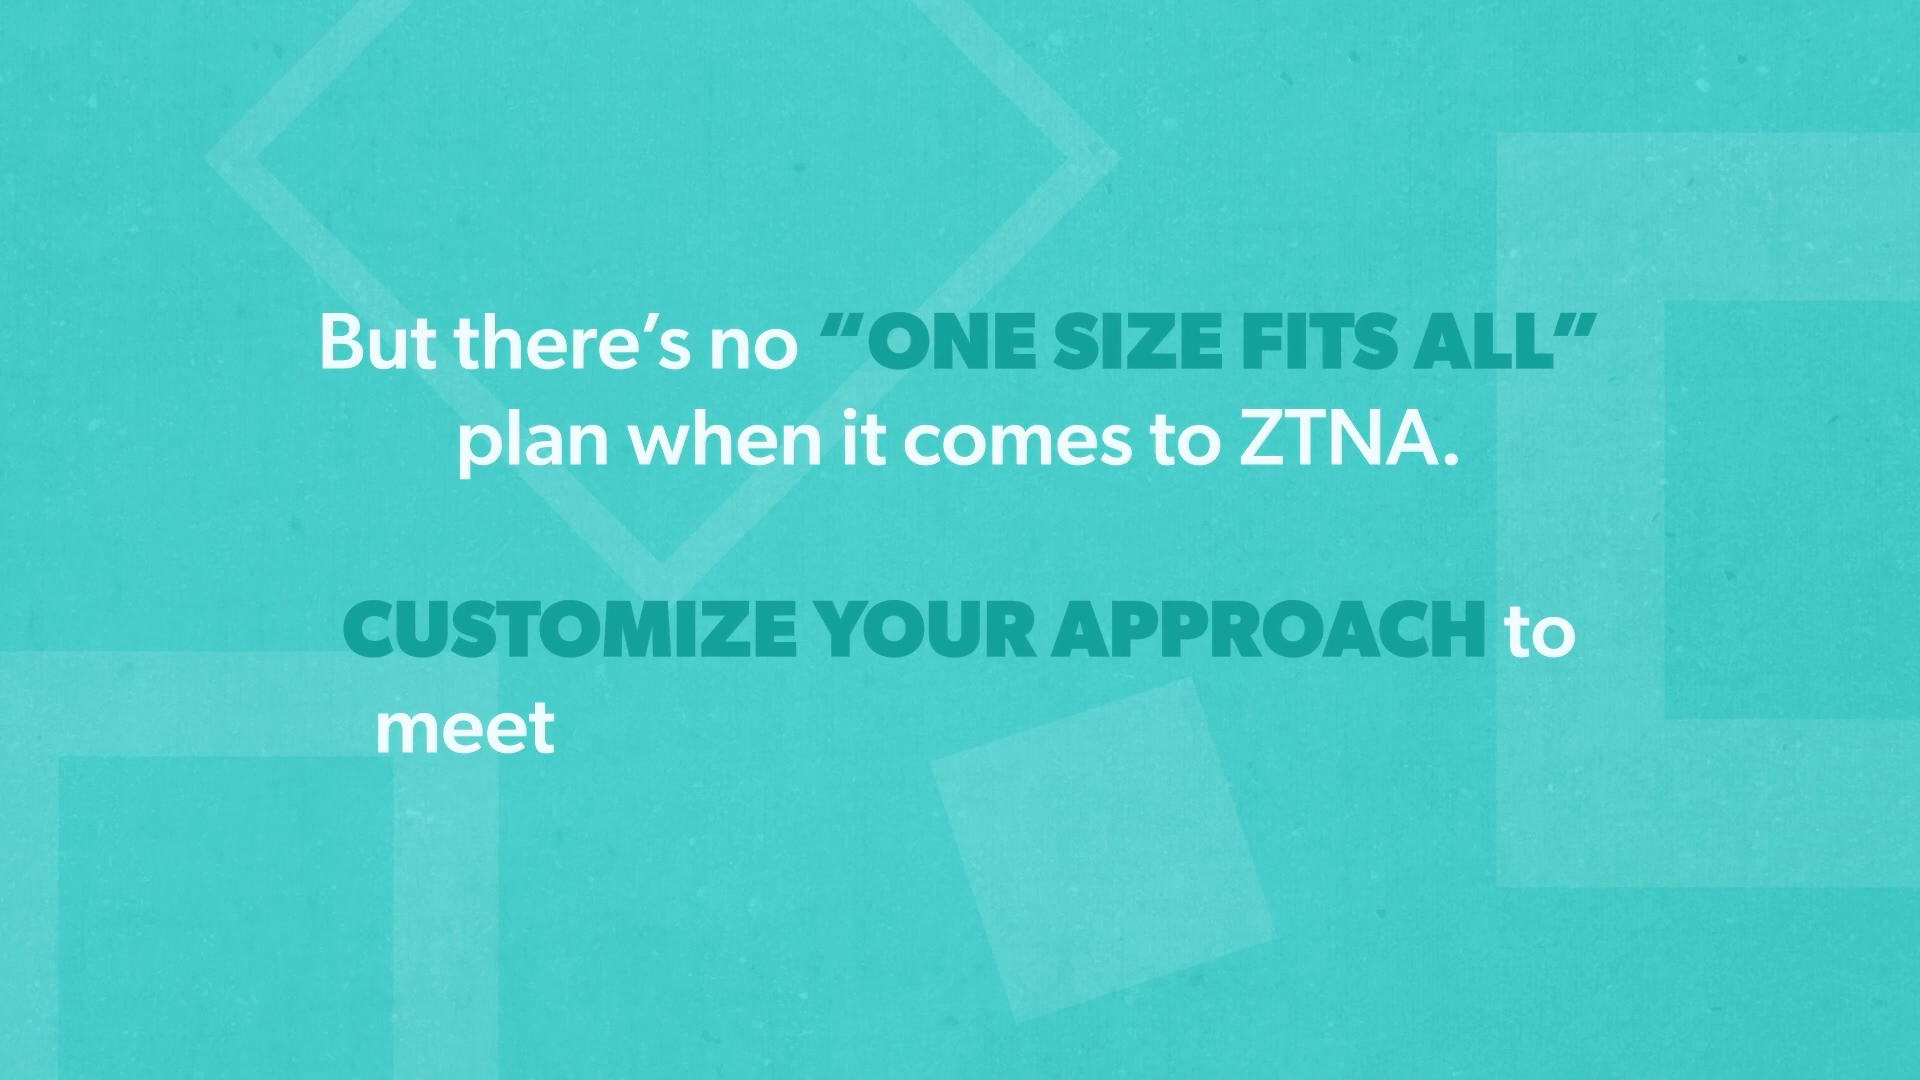 But there’s no “ONE SIZE FITS ALL”
plan when it comes to ZTNA.
CUSTOMIZE YOUR APPROACH to
meet